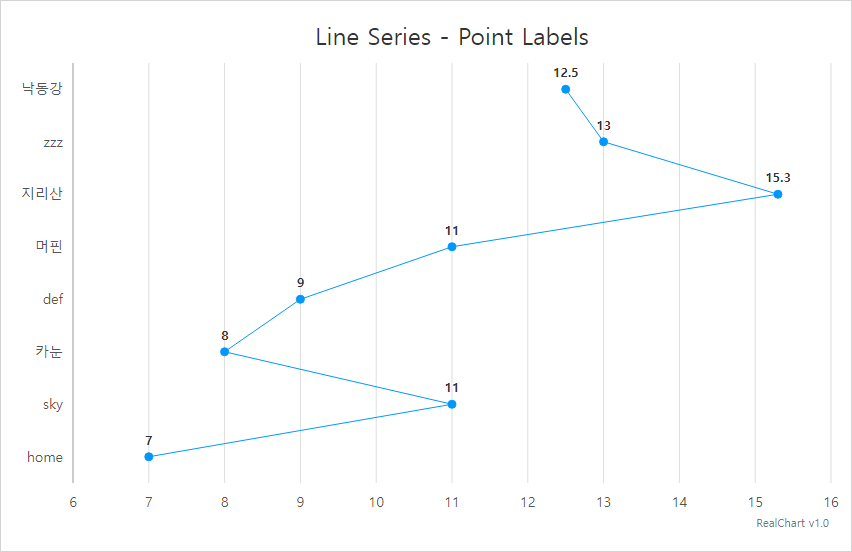 Line Series - Point Labels
낙동강
12.5
zzz
13
지리산
15.3
머핀
11
def
9
카눈
8
sky
11
home
7
6 7 8 9 10 11 12 13 14 15 16
RealChart v1.0